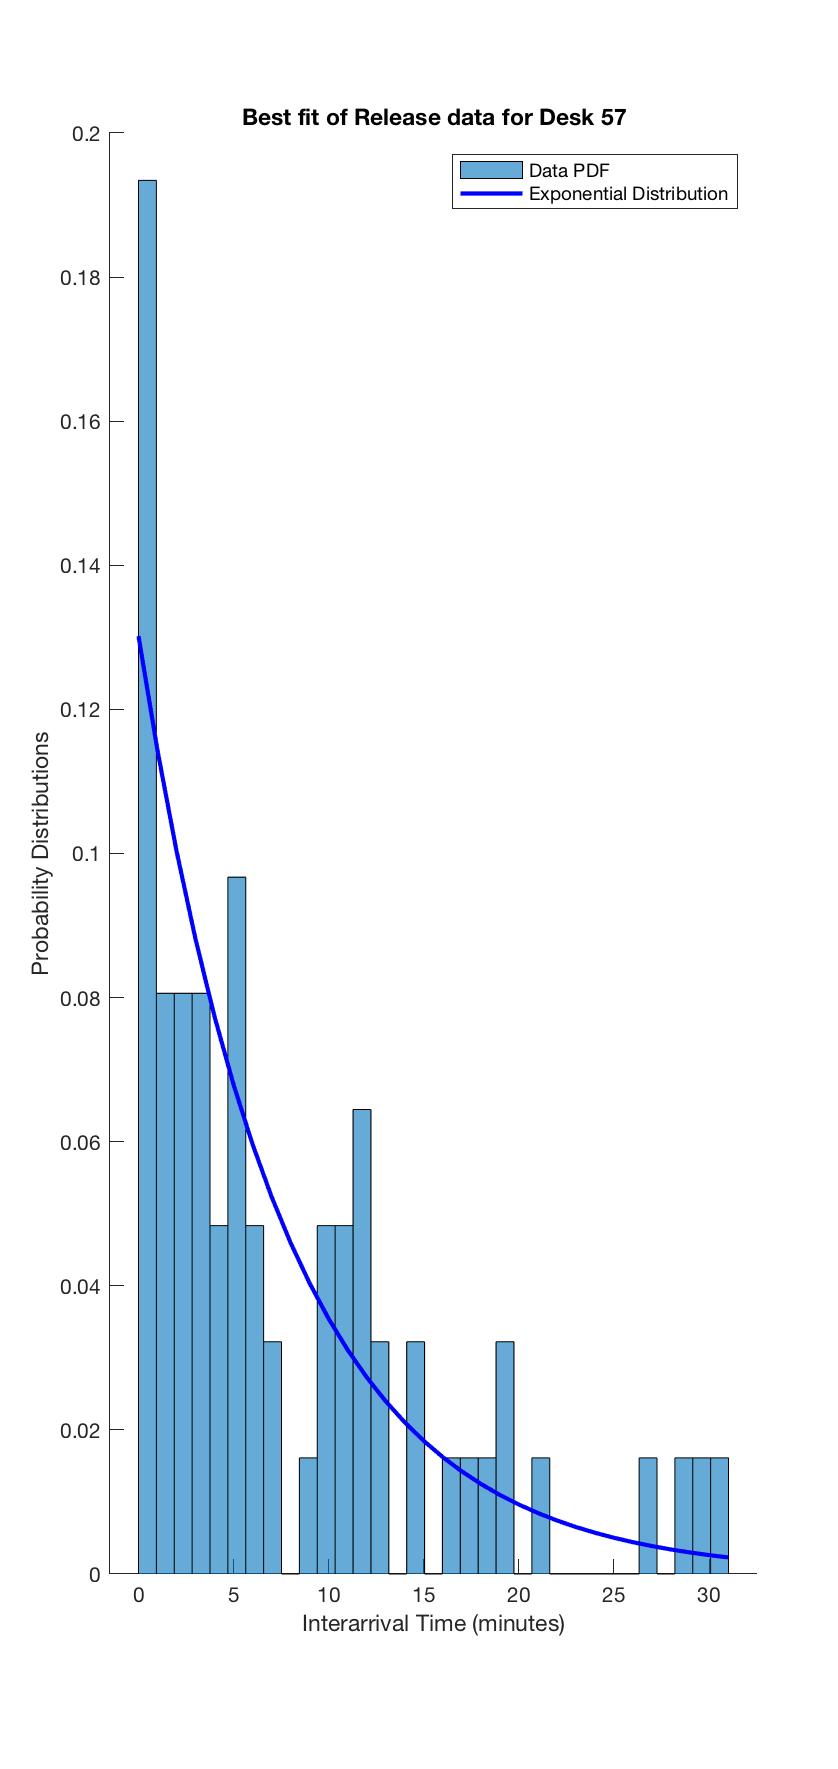 Best fit of Release data for Desk 57
Data PDF
Exponential Distribution
0.2
0.18
0.16
0.14
0.12
0.1
0.08
0.06
0.04
0.02
0
Probability Distributions
0 5 10 15 20 25 30
Interarrival Time (minutes)